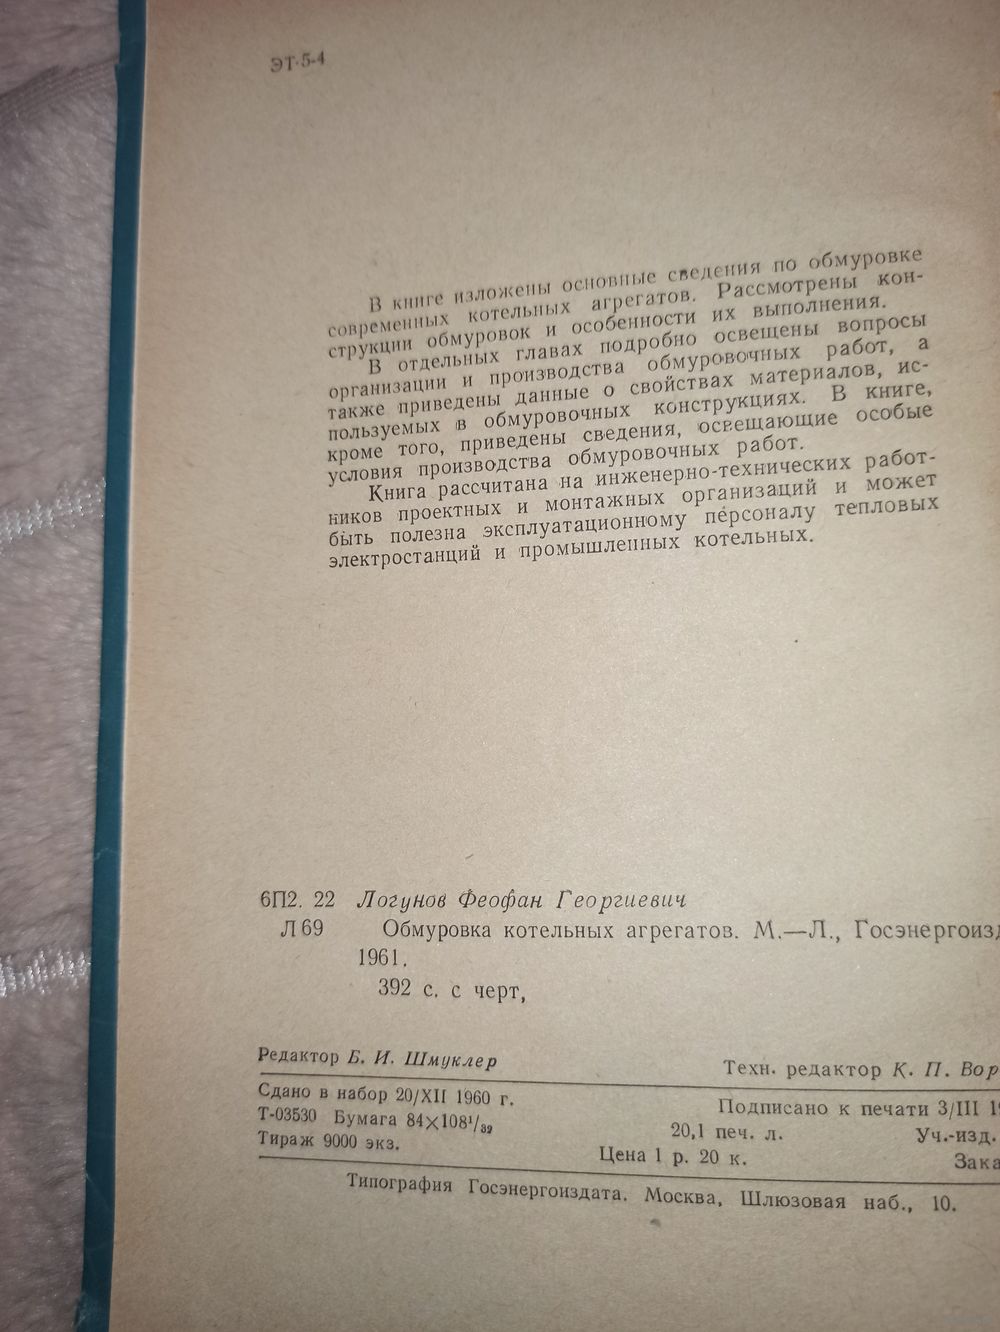 ЭТ-5-4
В книге изложены основные сведения по обмуровке
современных котельных агрегатов. Рассмотрены кон-
струкции обмуровок и особенности их выполнения.
В отдельных главах подробно освещены вопросы
организации и производства обмуровочных работ, а
также приведены данные о свойствах материалов, ис-
пользуемых в обмуровочных конструкциях. В книге,
кроме того, приведены сведения, освещающие особые
условия производства обмуровочных работ.
Книга рассчитана на инженерно-технических работ-
ников проектных и монтажных организаций и может
быть полезна эксплуатационному персоналу тепловых
электростанций и промышленных котельных.
6П2. 22 Логунов Феофан Георгиевич
Л 69 Обмуровка котельных агрегатов. М.—Л., Госэнергоизд
1961.
392 с. с черт,
Редактор Б. И. Шмуклер Техн. редактор К. П. Вор
Сдано в набор 20/XII 1960 г. Подписано к печати 3/III 19
Т-03530 Бумага 84×108¹/₃₂ 20,1 печ. л. Уч.-изд.
Тираж 9000 экз. Цена 1 р. 20 к. Зака
Типография Госэнергоиздата. Москва, Шлюзовая наб., 10.